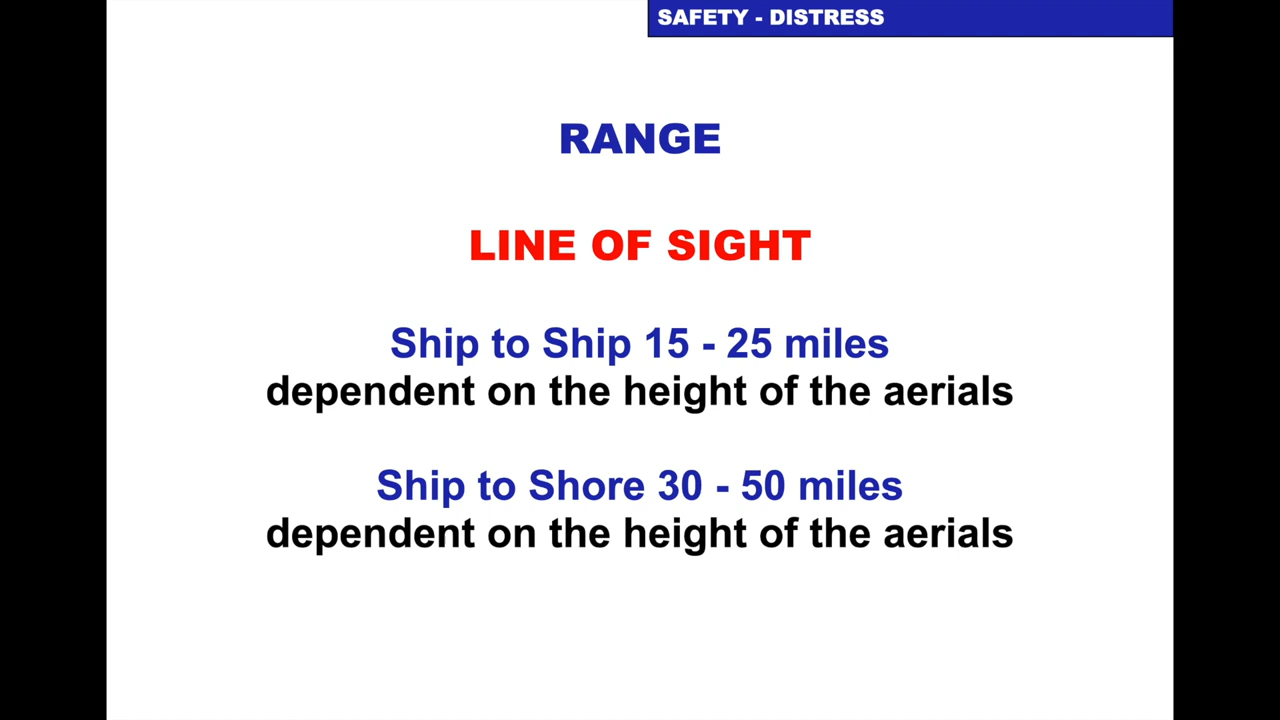 SAFETY - DISTRESS
RANGE
LINE OF SIGHT
Ship to Ship 15 - 25 miles
dependent on the height of the aerials
Ship to Shore 30 - 50 miles
dependent on the height of the aerials